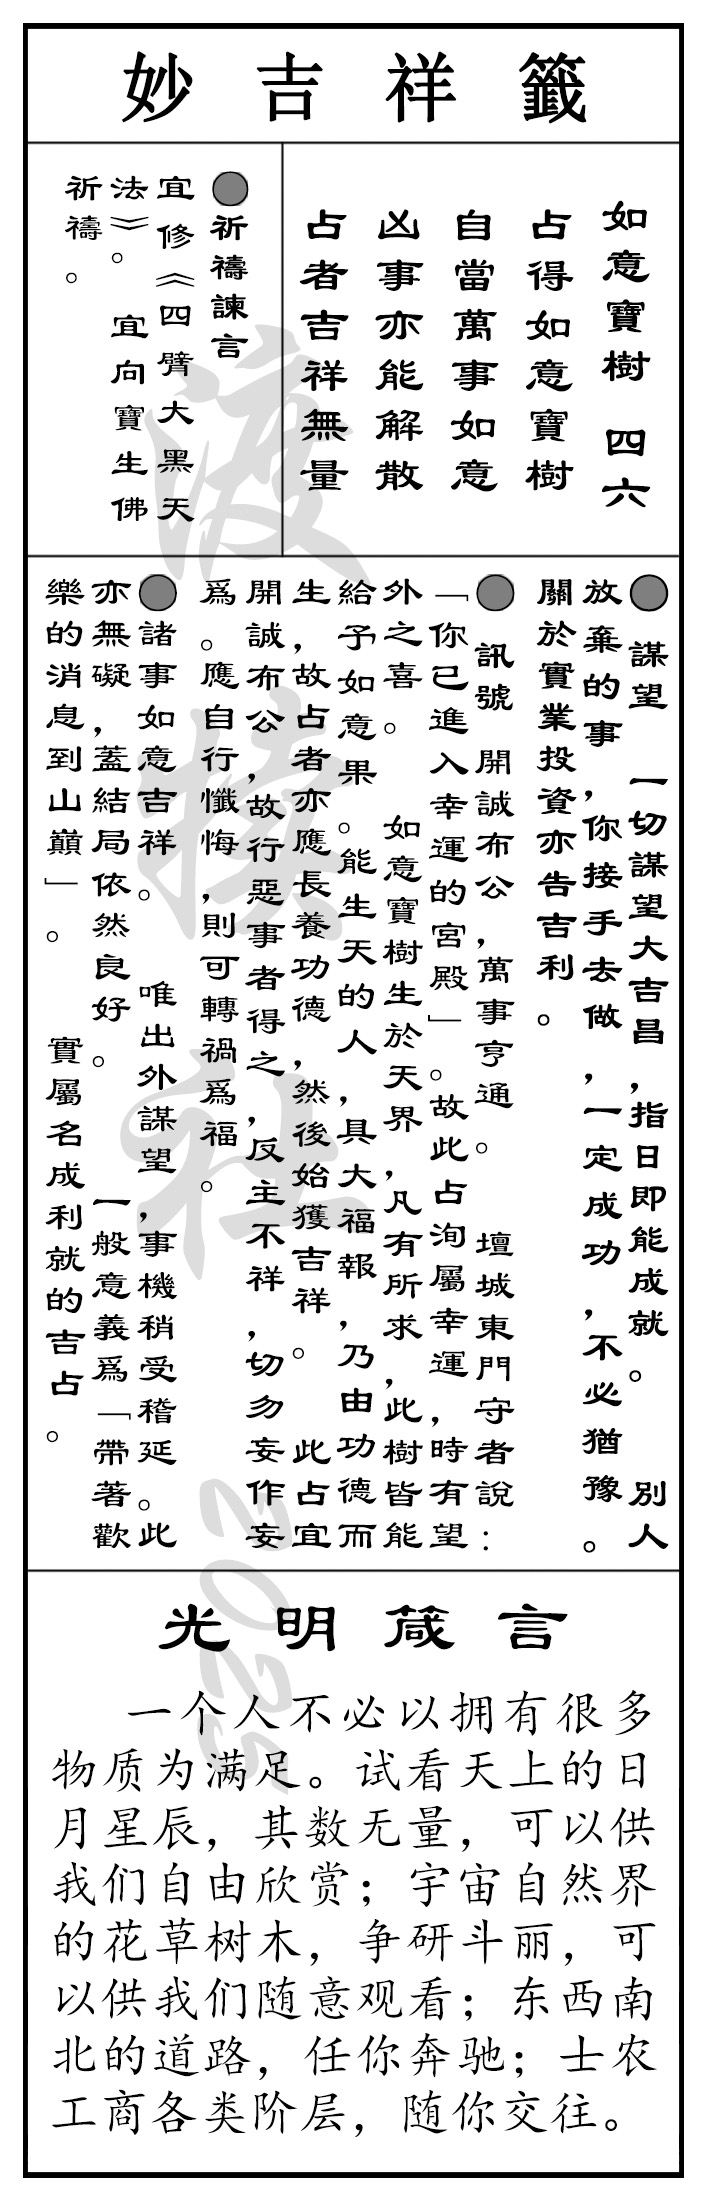 妙吉祥籤
如意寶樹 四六
占得如意寶樹
自當萬事如意
凶事亦能解散
占者吉祥無量
●祈禱諫言
宜修《四臂大黑天
法》。 宜向寶生佛
祈禱。
● 謀望 一切謀望大吉昌，指日即能成就。 別人
放棄的事，你接手去做，一定成功，不必猶豫。
關於實業投資亦告吉利。
● 訊號 開誠布公，萬事亨通。 壇城東門守者說：
「你已進入幸運的宮殿」。故此占洵屬幸運，時有望
外之喜。 如意寶樹生於天界，凡有所求，此樹皆能
給予如意果。能生天的人，具大福報，乃由功德而
生，故占者亦應長養功德，然後始獲吉祥。 此占宜
開誠布公，故行惡事者得之，反主不祥，切勿妄作妄
爲。應自行懺悔，則可轉禍爲福。
●諸事如意吉祥。 唯出外謀望，事機稍受稽延。此
亦無礙，蓋結局依然良好。 一般意義爲「帶著歡
樂的消息到山巔」。 實屬名成利就的吉占。
光明箴言
一个人不必以拥有很多
物质为满足。试看天上的日
月星辰，其数无量，可以供
我们自由欣赏；宇宙自然界
的花草树木，争研斗丽，可
以供我们随意观看；东西南
北的道路，任你奔驰；士农
工商各类阶层，随你交往。
2025